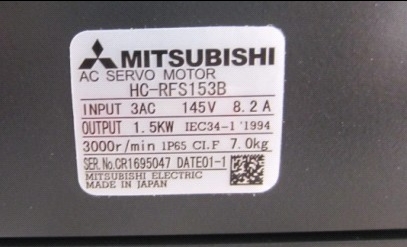 MITSUBISHI
AC SERVO MOTOR
HC-RFS153B
INPUT 3AC 145V 8.2A
OUTPUT 1.5KW IEC34-1 '1994
3000r/min IP65 CI.F 7.0kg
SER.No.CR1695047 DATE01-1
MITSUBISHI ELECTRIC
MADE IN JAPAN